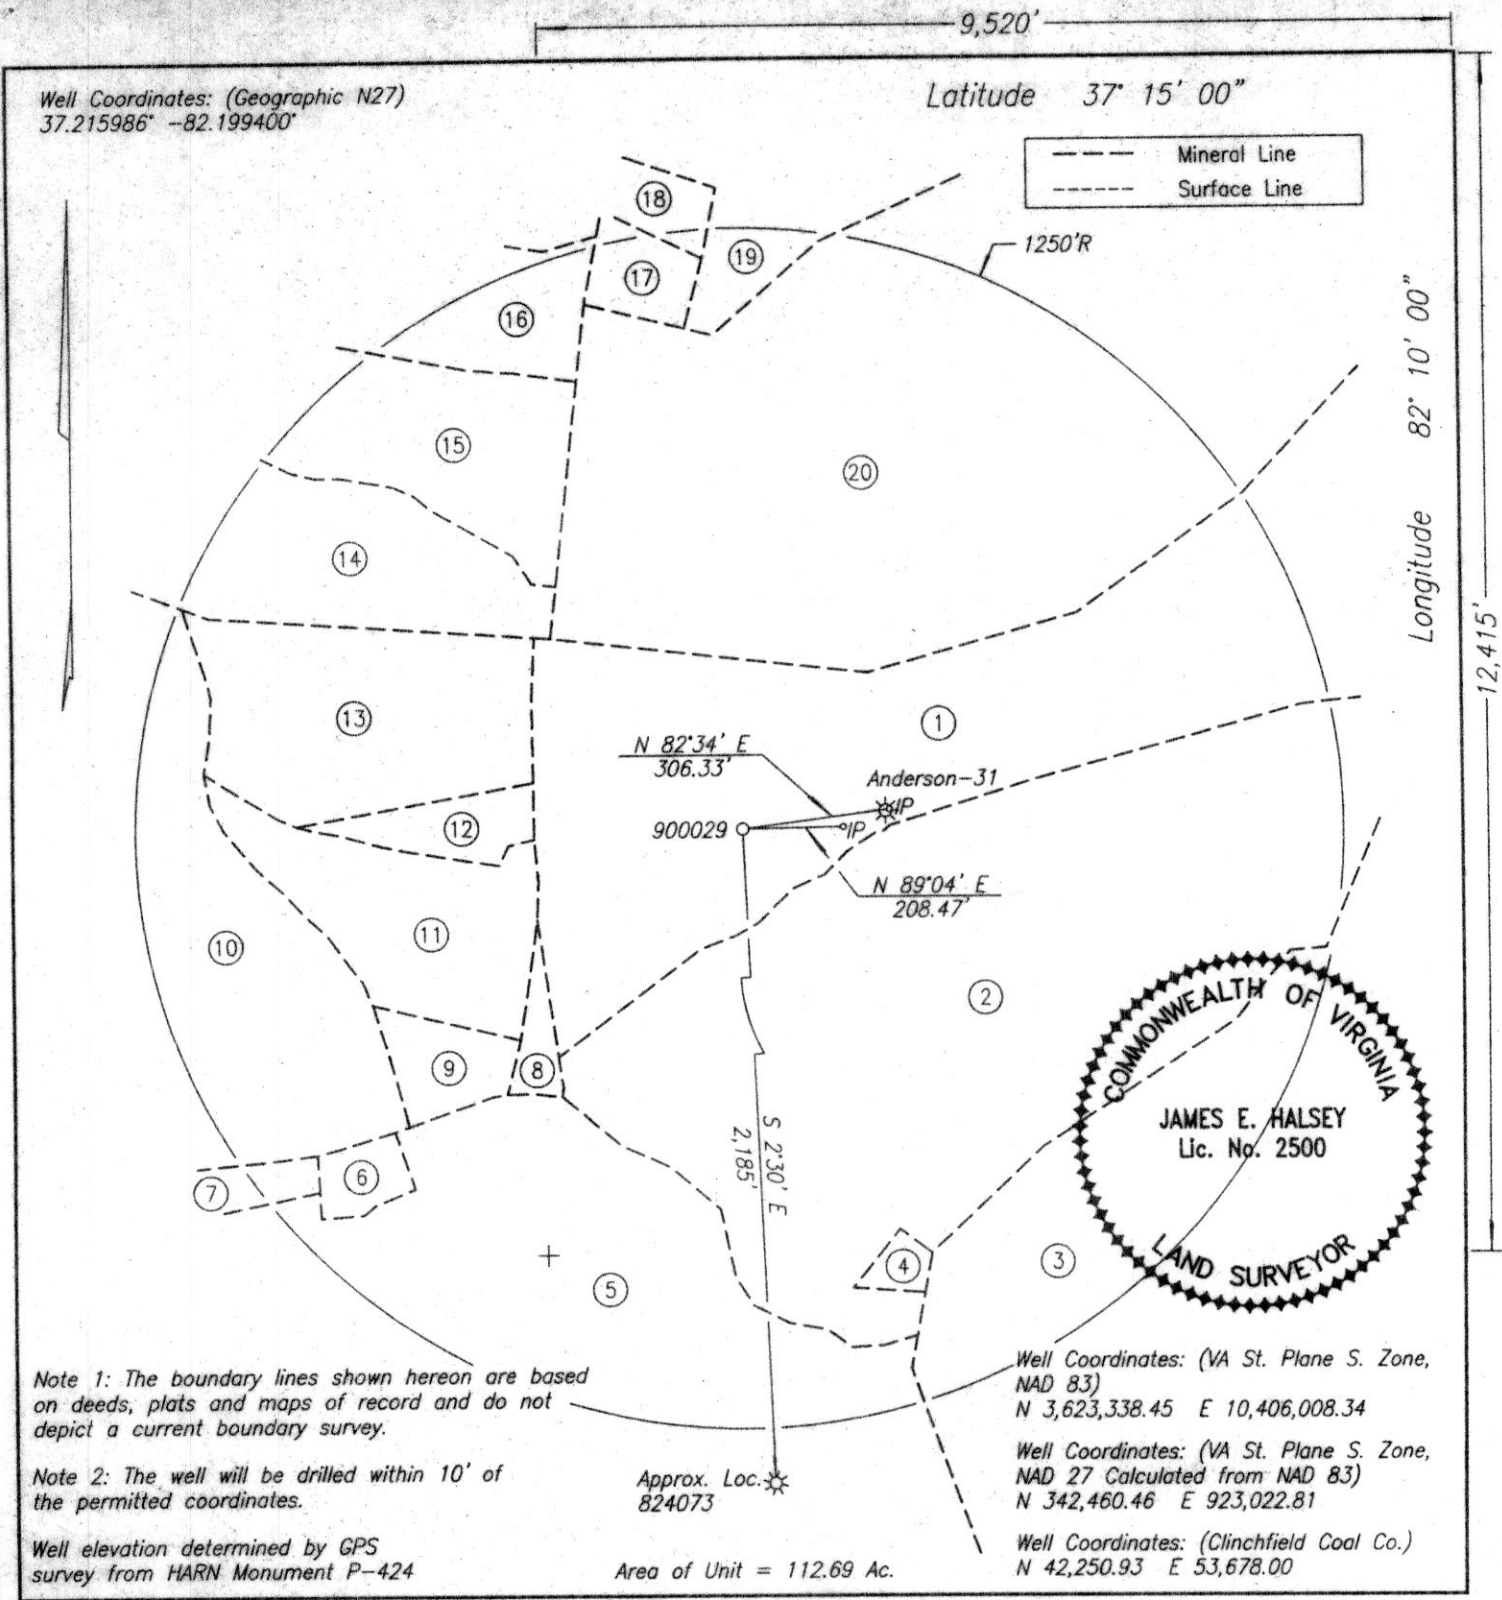 9,520'
Well Coordinates: (Geographic N27)
37.215986° -82.199400°
Latitude 37° 15' 00"
Mineral Line
Surface Line
1250'R
Longitude 82° 10' 00"
12,415'
18
19
17
16
15
20
14
13
1
N 82°34' E
306.33'
Anderson-31
IP
900029
IP
12
N 89°04' E
208.47'
11
10
2
9
8
S 2°30' E
2,185'
6
7
5
4
3
COMMONWEALTH OF VIRGINIA
JAMES E. HALSEY
Lic. No. 2500
LAND SURVEYOR
Note 1: The boundary lines shown hereon are based
on deeds, plats and maps of record and do not
depict a current boundary survey.
Note 2: The well will be drilled within 10' of
the permitted coordinates.
Well elevation determined by GPS
survey from HARN Monument P-424
Approx. Loc.
824073
Area of Unit = 112.69 Ac.
Well Coordinates: (VA St. Plane S. Zone,
NAD 83)
N 3,623,338.45 E 10,406,008.34
Well Coordinates: (VA St. Plane S. Zone,
NAD 27 Calculated from NAD 83)
N 342,460.46 E 923,022.81
Well Coordinates: (Clinchfield Coal Co.)
N 42,250.93 E 53,678.00